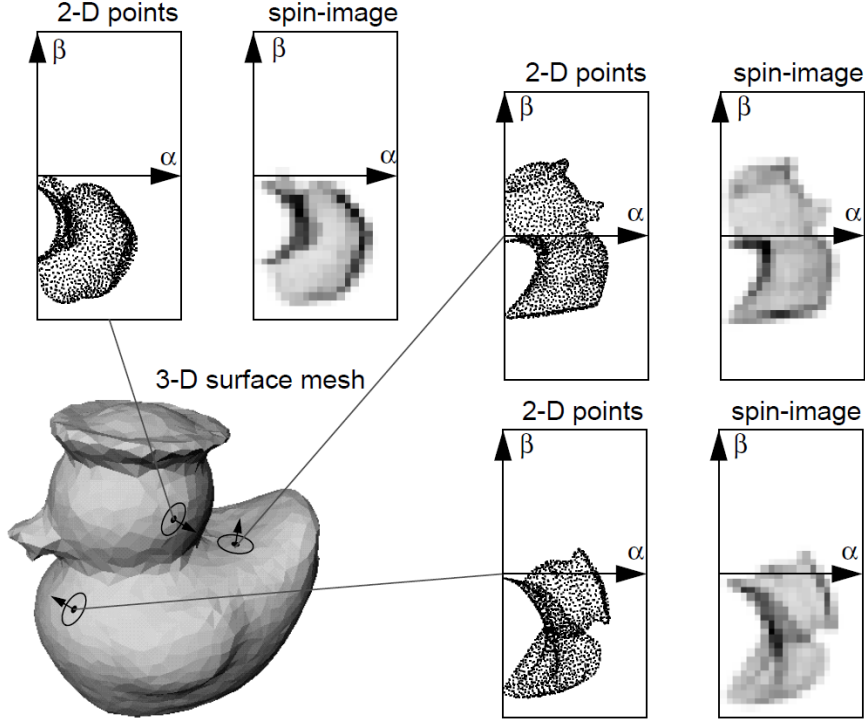 2-D points spin-image
β
α
α
2-D points spin-image
β
α
3-D surface mesh
2-D points spin-image
β
α